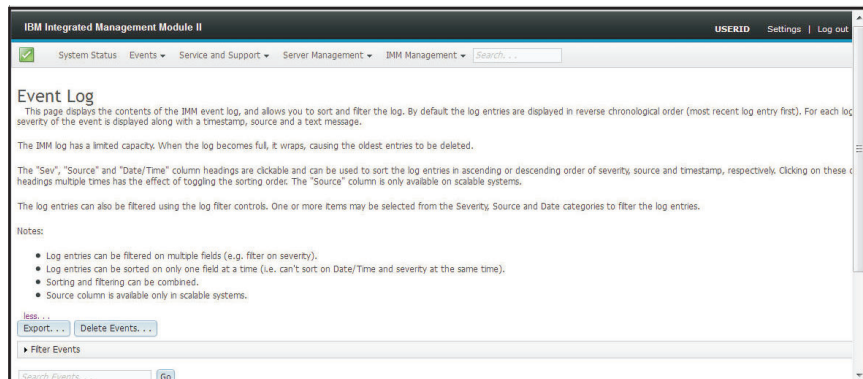 IBM Integrated Management Module II
USERID Settings | Log out
System Status Events Service and Support Server Management IMM Management Search. . .
Event Log
This page displays the contents of the IMM event log, and allows you to sort and filter the log. By default the log entries are displayed in reverse chronological order (most recent log entry first). For each log
severity of the event is displayed along with a timestamp, source and a text message.
The IMM log has a limited capacity. When the log becomes full, it wraps, causing the oldest entries to be deleted.
The "Sev", "Source" and "Date/Time" column headings are clickable and can be used to sort the log entries in ascending or descending order of severity, source and timestamp, respectively. Clicking on these
headings multiple times has the effect of toggling the sorting order. The "Source" column is only available on scalable systems.
The log entries can also be filtered using the log filter controls. One or more items may be selected from the Severity, Source and Date categories to filter the log entries.
Notes:
Log entries can be filtered on multiple fields (e.g. filter on severity).
Log entries can be sorted on only one field at a time (i.e. can't sort on Date/Time and severity at the same time).
Sorting and filtering can be combined.
Source column is available only in scalable systems.
less. . .
Export. . . Delete Events. . .
Filter Events
Search Events. . . Go